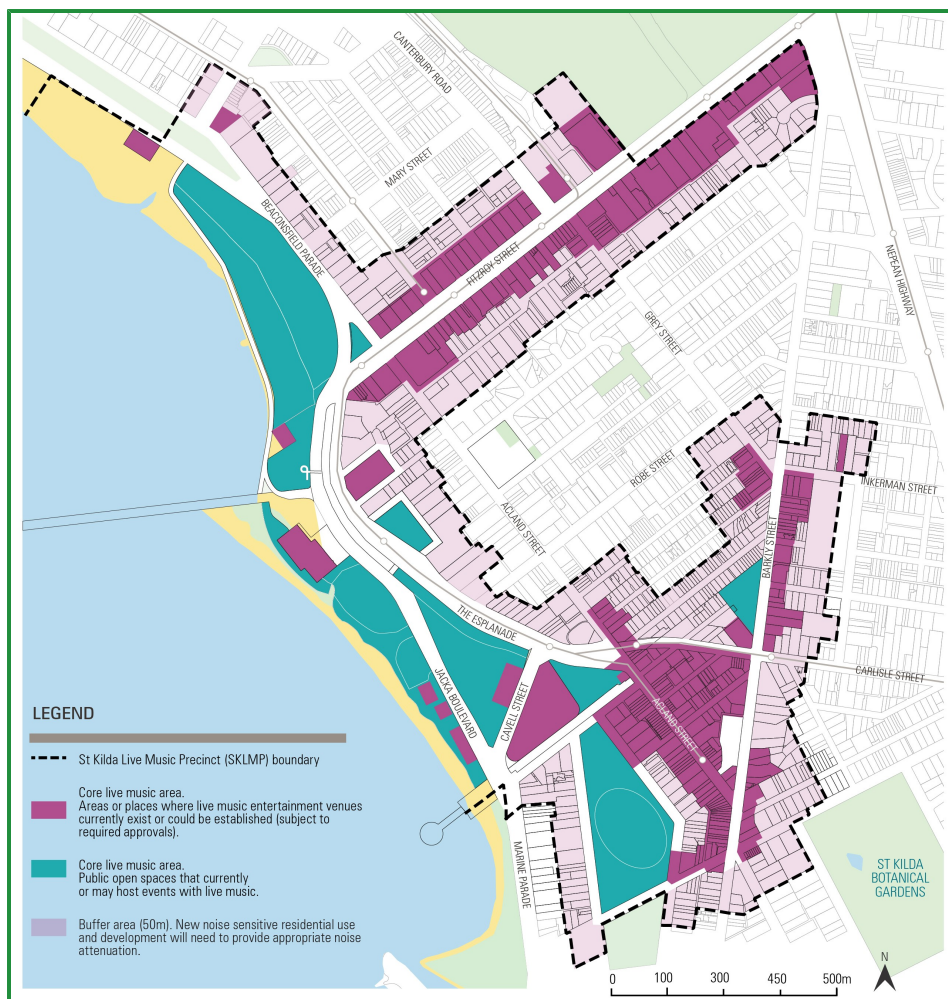 CANTERBURY ROAD
MARY STREET
BEACONSFIELD PARADE
FITZROY STREET
NEPEAN HIGHWAY
GREY STREET
ROBE STREET
INKERMAN STREET
ACLAND STREET
BARKLY STREET
THE ESPLANADE
CARLISLE STREET
JACKA BOULEVARD
CAVELL STREET
ACLAND STREET
MARINE PARADE
ST KILDA
BOTANICAL
GARDENS
LEGEND
St Kilda Live Music Precinct (SKLMP) boundary
Core live music area.
Areas or places where live music entertainment venues
currently exist or could be established (subject to
required approvals).
Core live music area.
Public open spaces that currently
or may host events with live music.
Buffer area (50m). New noise sensitive residential use
and development will need to provide appropriate noise
attenuation.
N
0 100 300 450 500m